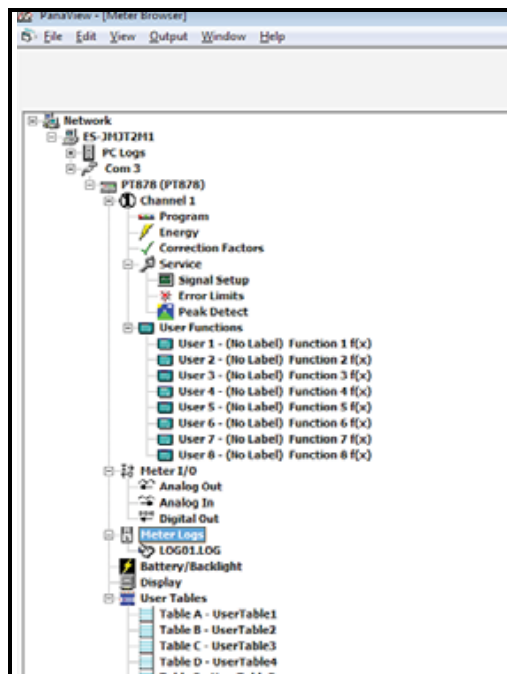 PanaView - [Meter Browser]
File Edit View Output Window Help
Network
ES-JMJT2M1
PC Logs
Com 3
PT878 (PT878)
Channel 1
Program
Energy
Correction Factors
Service
Signal Setup
Error Limits
Peak Detect
User Functions
User 1 - (No Label) Function 1 f(x)
User 2 - (No Label) Function 2 f(x)
User 3 - (No Label) Function 3 f(x)
User 4 - (No Label) Function 4 f(x)
User 5 - (No Label) Function 5 f(x)
User 6 - (No Label) Function 6 f(x)
User 7 - (No Label) Function 7 f(x)
User 8 - (No Label) Function 8 f(x)
Meter I/O
Analog Out
Analog In
Digital Out
Meter Logs
LOG01.LOG
Battery/Backlight
Display
User Tables
Table A - UserTable1
Table B - UserTable2
Table C - UserTable3
Table D - UserTable4